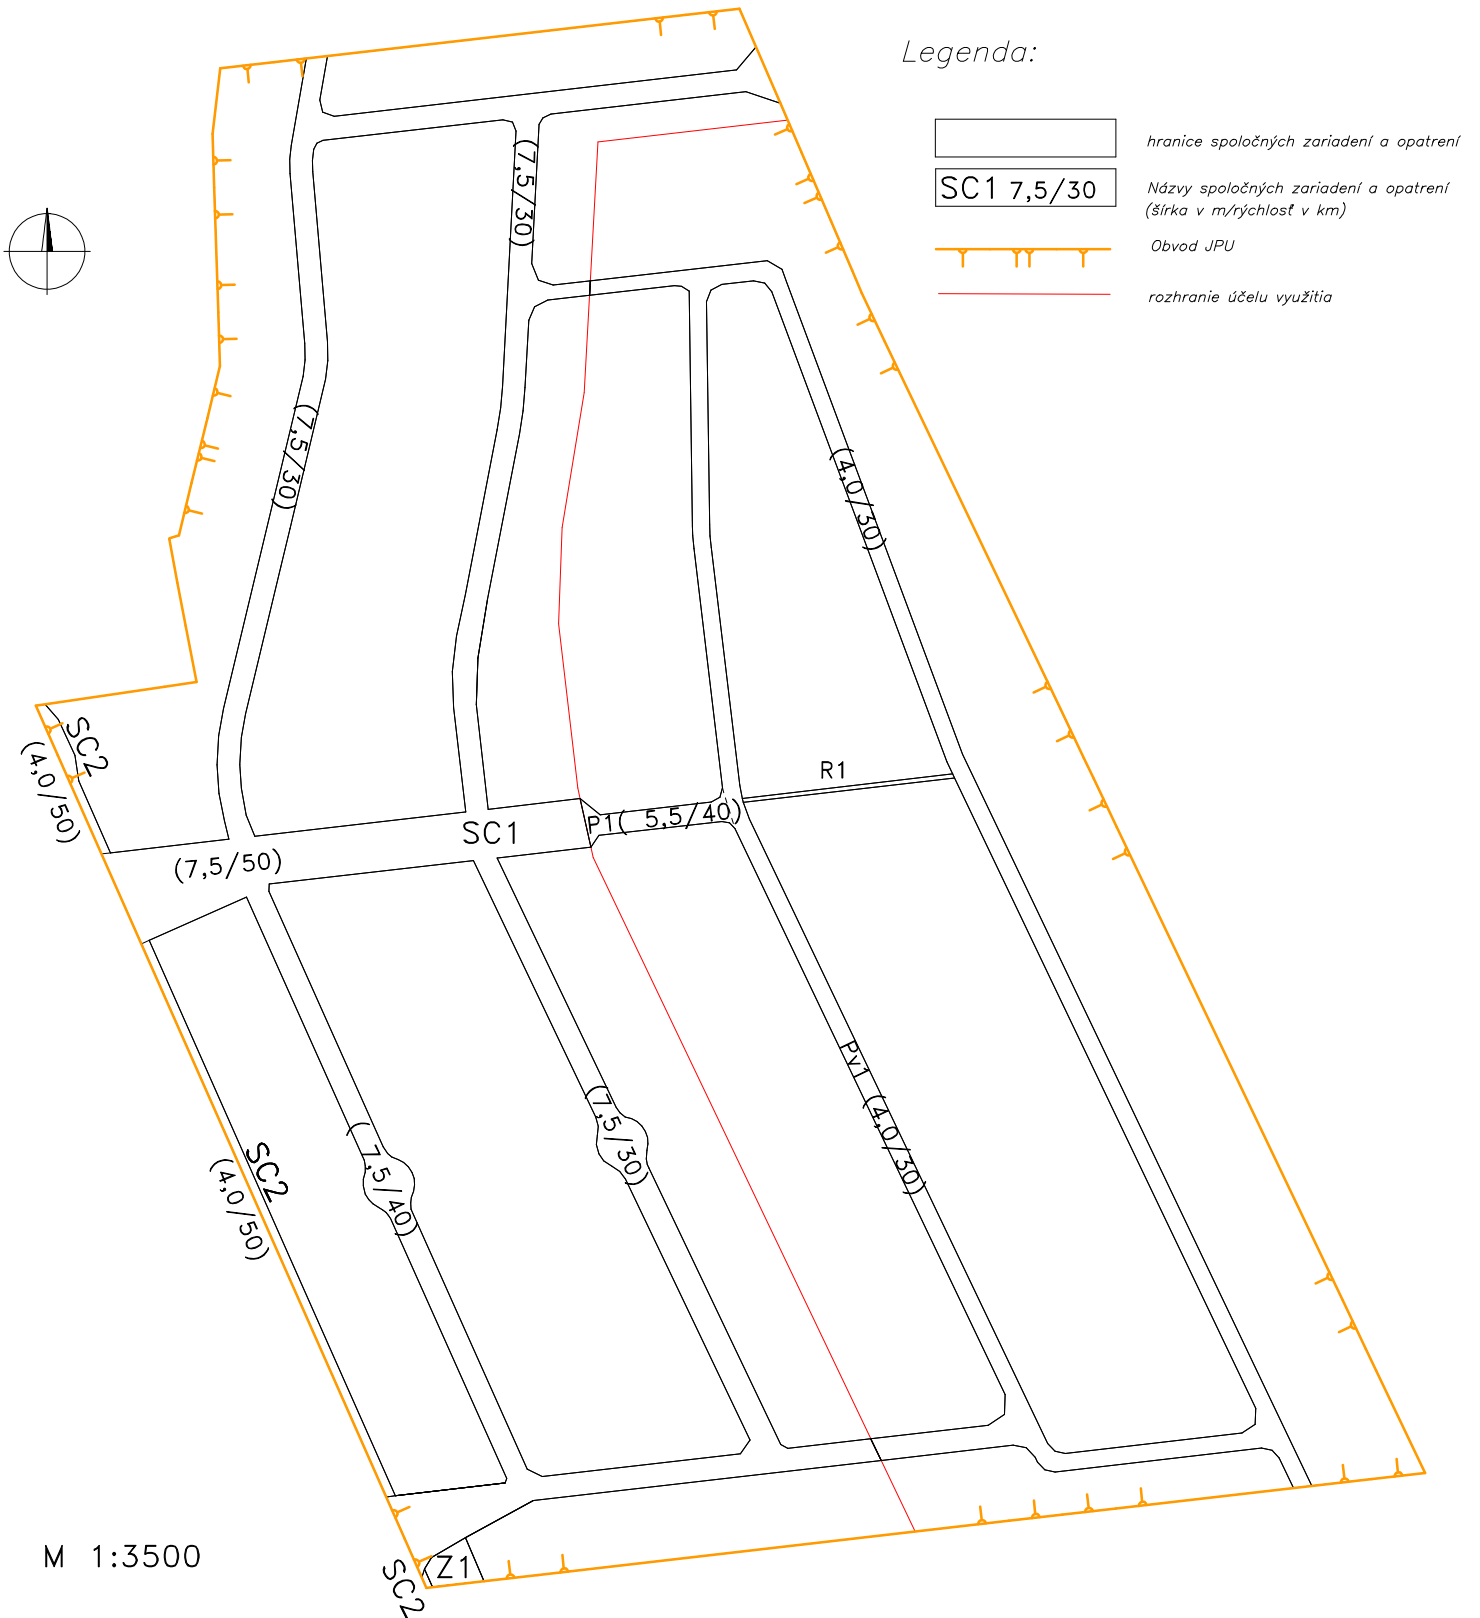 Legenda:
hranice spoločných zariadení a opatrení
SC1 7,5/30
Názvy spoločných zariadení a opatrení
(šírka v m/rýchlosť v km)
Obvod JPU
rozhranie účelu využitia
(7,5/30)
(7,5/30)
(4,0/30)
SC2
(4,0/50)
R1
P1( 5,5/40)
SC1
(7,5/50)
Pv1 (4,0/30)
(7,5/30)
( 7,5/40)
SC2
(4,0/50)
M 1:3500
Z1
SC2